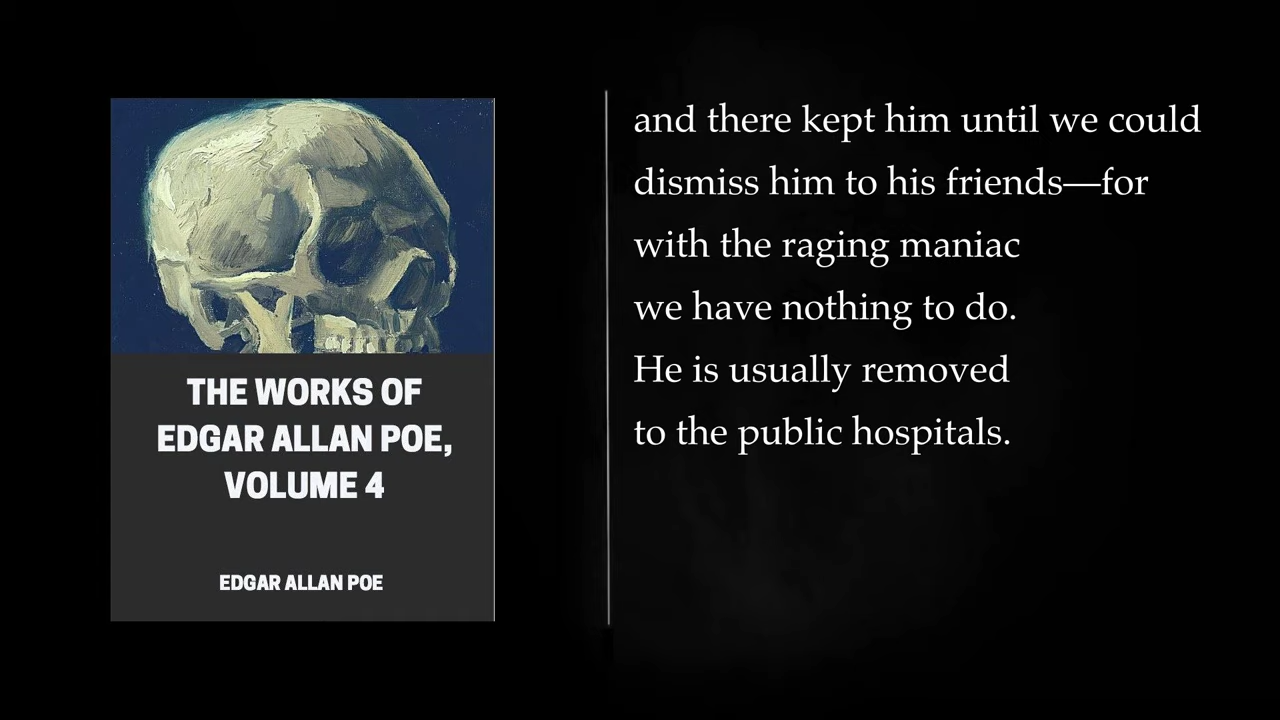 THE WORKS OF
EDGAR ALLAN POE,
VOLUME 4
EDGAR ALLAN POE
and there kept him until we could
dismiss him to his friends—for
with the raging maniac
we have nothing to do.
He is usually removed
to the public hospitals.